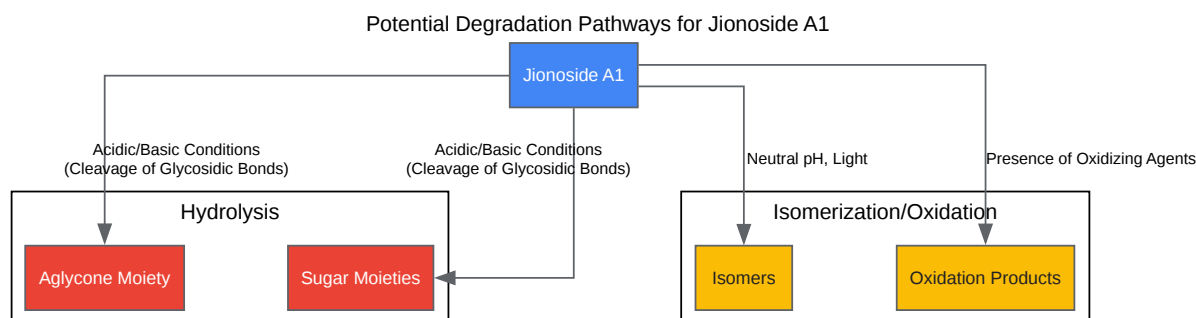 Potential Degradation Pathways for Jionoside A1
Jionoside A1
Acidic/Basic Conditions
(Cleavage of Glycosidic Bonds)
Acidic/Basic Conditions
(Cleavage of Glycosidic Bonds)
Neutral pH, Light
Presence of Oxidizing Agents
Hydrolysis
Isomerization/Oxidation
Aglycone Moiety
Sugar Moieties
Isomers
Oxidation Products